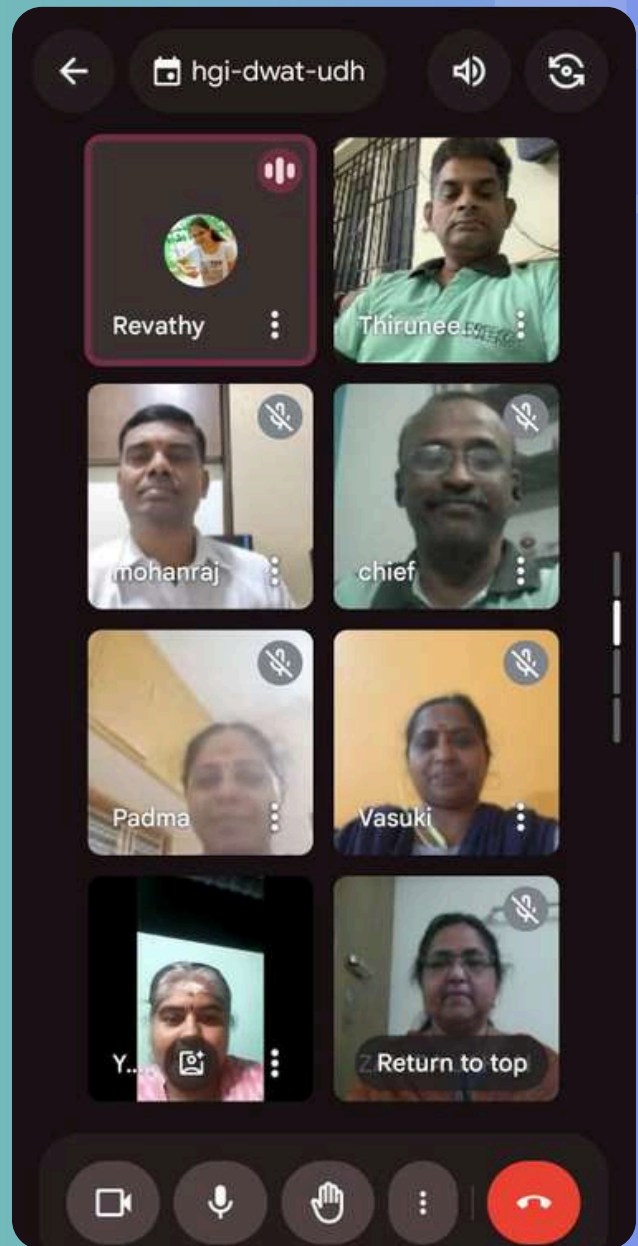 hgi-dwat-udh
Revathy
Thirunee...
mohanraj
chief
Padma
Vasuki
Y...
Return to top